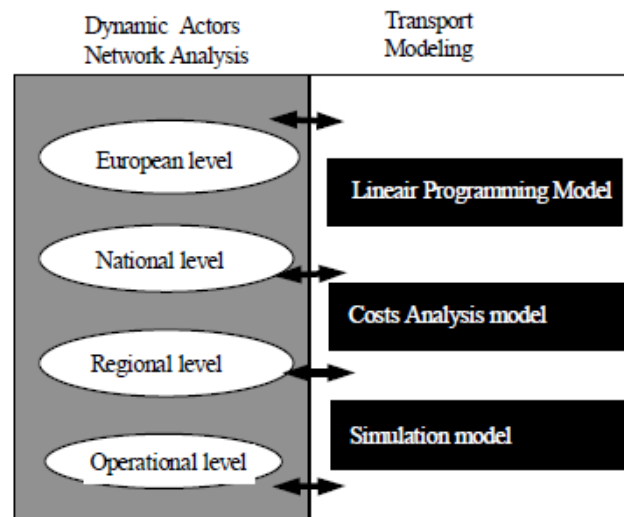 Dynamic Actors
Network Analysis
Transport
Modeling
European level
National level
Regional level
Operational level
Lineair Programming Model
Costs Analysis model
Simulation model